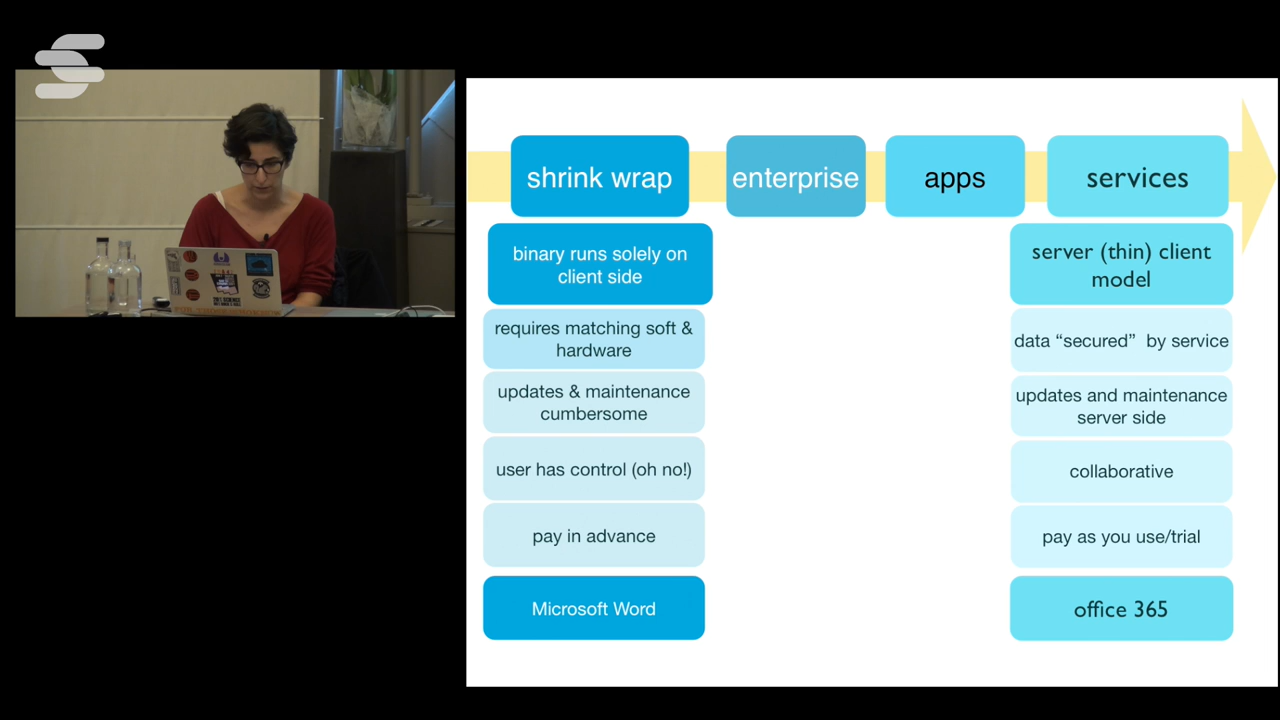 shrink wrap
enterprise
apps
services
binary runs solely on
client side
requires matching soft &
hardware
updates & maintenance
cumbersome
user has control (oh no!)
pay in advance
Microsoft Word
server (thin) client
model
data “secured” by service
updates and maintenance
server side
collaborative
pay as you use/trial
office 365